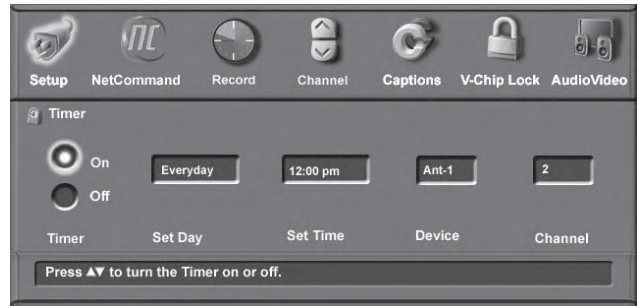 NC
Setup NetCommand Record Channel Captions V-Chip Lock AudioVideo
Timer
On
Off
Everyday 12:00 pm Ant-1 2
Timer Set Day Set Time Device Channel
Press ▲▼ to turn the Timer on or off.